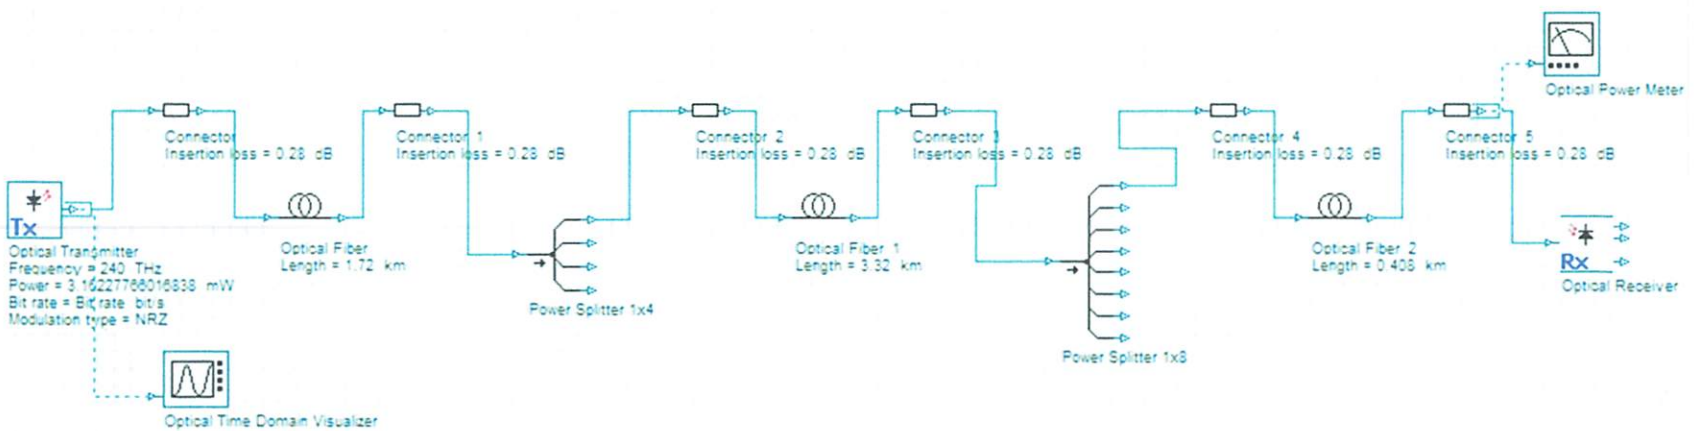 Optical Power Meter
Connector
Insertion loss = 0.28 dB
Connector 1
Insertion loss = 0.28 dB
Connector 2
Insertion loss = 0.28 dB
Connector 3
Insertion loss = 0.28 dB
Connector 4
Insertion loss = 0.28 dB
Connector 5
Insertion loss = 0.28 dB
Tx
Optical Transmitter
Frequency = 240 THz
Power = 3.16227766016838 mW
Bit rate = Bit rate bit/s
Modulation type = NRZ
Optical Fiber
Length = 1.72 km
Power Splitter 1x4
Optical Fiber 1
Length = 3.32 km
Power Splitter 1x8
Optical Fiber 2
Length = 0.408 km
Rx
Optical Receiver
Optical Time Domain Visualizer